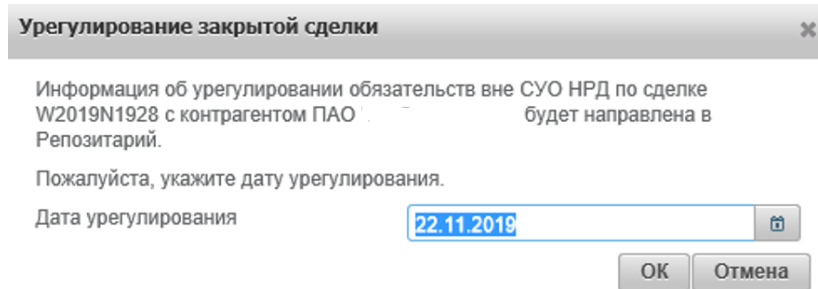 Урегулирование закрытой сделки
Информация об урегулировании обязательств вне СУО НРД по сделке
W2019N1928 с контрагентом ПАО будет направлена в
Репозитарий.
Пожалуйста, укажите дату урегулирования.
Дата урегулирования
22.11.2019
ОК Отмена